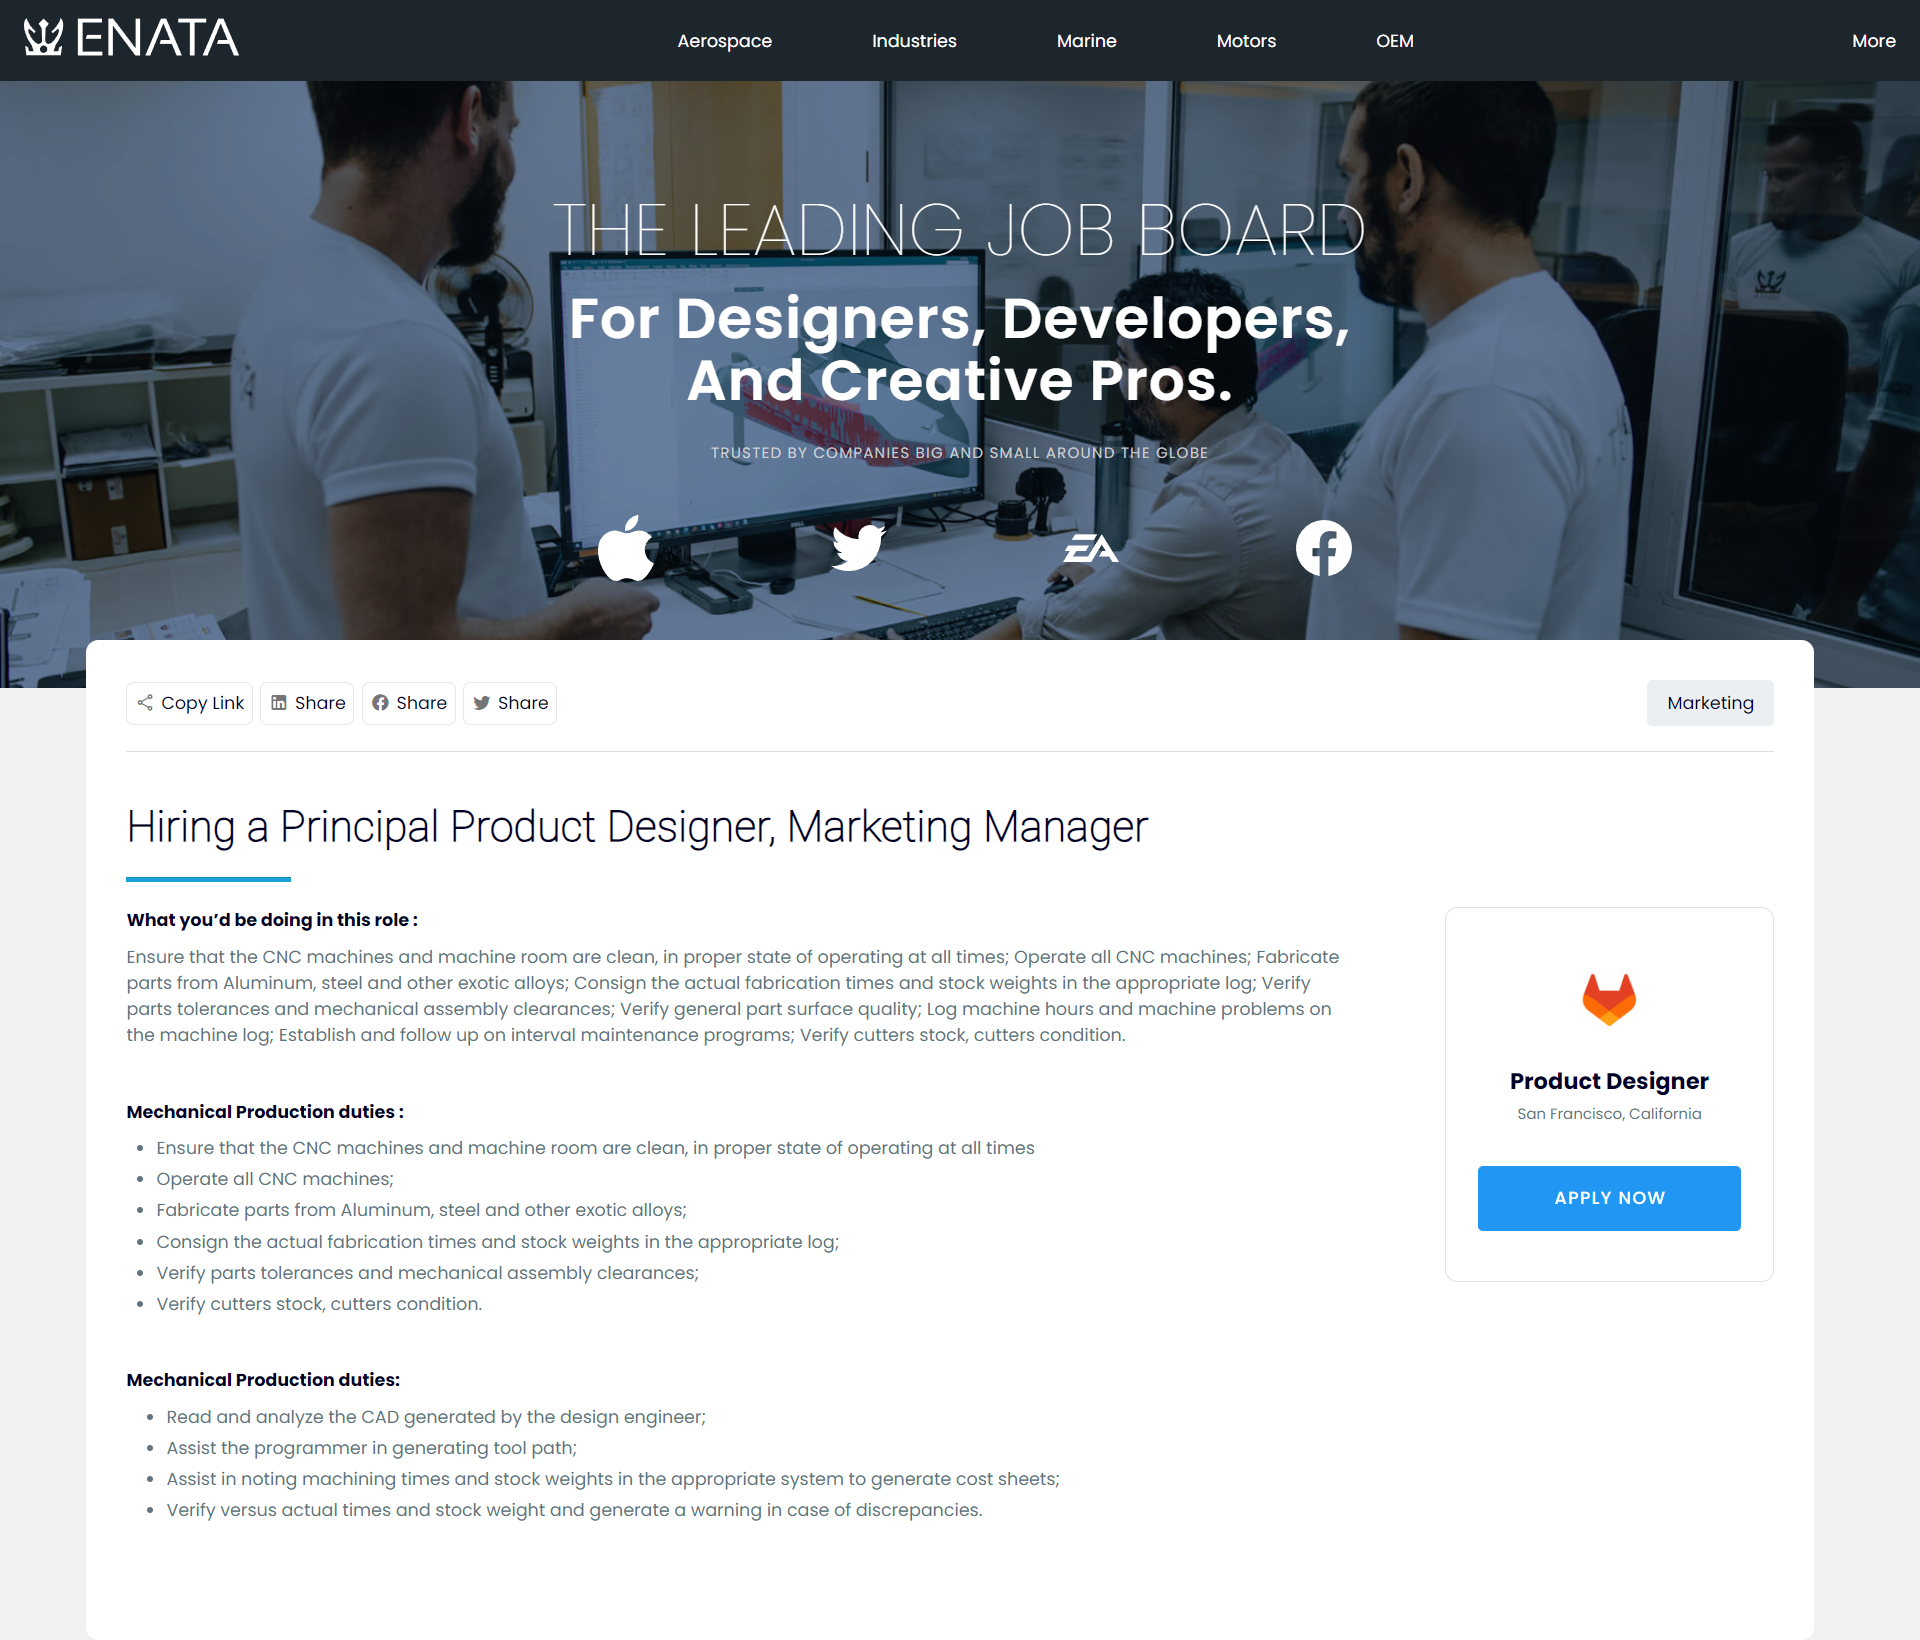 ENATA
Aerospace
Industries
Marine
Motors
OEM
More
THE LEADING JOB BOARD
For Designers, Developers,
And Creative Pros.
TRUSTED BY COMPANIES BIG AND SMALL AROUND THE GLOBE
EA
Copy Link
Share
Share
Share
Marketing
Hiring a Principal Product Designer, Marketing Manager
What you’d be doing in this role :
Ensure that the CNC machines and machine room are clean, in proper state of operating at all times; Operate all CNC machines; Fabricate
parts from Aluminum, steel and other exotic alloys; Consign the actual fabrication times and stock weights in the appropriate log; Verify
parts tolerances and mechanical assembly clearances; Verify general part surface quality; Log machine hours and machine problems on
the machine log; Establish and follow up on interval maintenance programs; Verify cutters stock, cutters condition.
Mechanical Production duties :
• Ensure that the CNC machines and machine room are clean, in proper state of operating at all times
• Operate all CNC machines;
• Fabricate parts from Aluminum, steel and other exotic alloys;
• Consign the actual fabrication times and stock weights in the appropriate log;
• Verify parts tolerances and mechanical assembly clearances;
• Verify cutters stock, cutters condition.
Mechanical Production duties:
• Read and analyze the CAD generated by the design engineer;
• Assist the programmer in generating tool path;
• Assist in noting machining times and stock weights in the appropriate system to generate cost sheets;
• Verify versus actual times and stock weight and generate a warning in case of discrepancies.
Product Designer
San Francisco, California
APPLY NOW